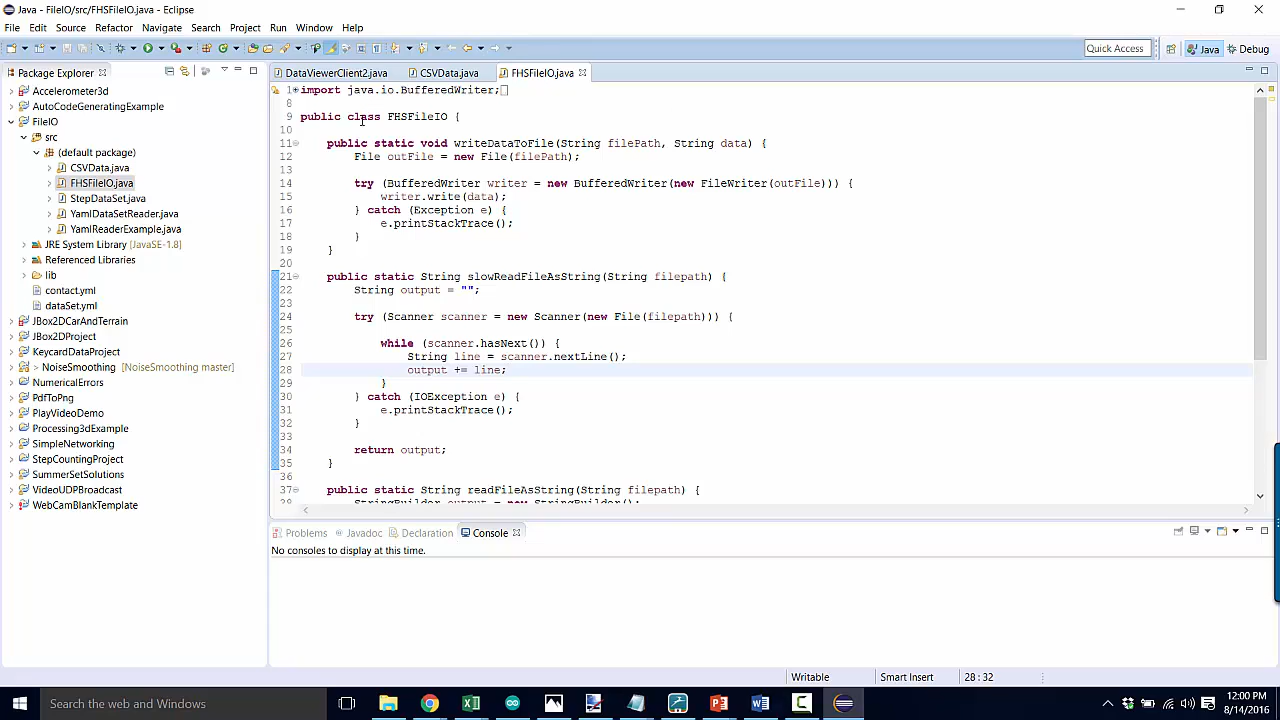 Java - FileIO/src/FHSFileIO.java - Eclipse
File Edit Source Refactor Navigate Search Project Run Window Help
Quick Access Java Debug
Package Explorer
DataViewerClient2.java CSVData.java FHSFileIO.java
Accelerometer3d
AutoCodeGeneratingExample
FileIO
src
(default package)
CSVData.java
FHSFileIO.java
StepDataSet.java
YamlDataSetReader.java
YamlReaderExample.java
JRE System Library [JavaSE-1.8]
Referenced Libraries
lib
contact.yml
dataSet.yml
JBox2DCarAndTerrain
JBox2DProject
KeycardDataProject
> NoiseSmoothing [NoiseSmoothing master]
NumericalErrors
PdfToPng
PlayVideoDemo
Processing3dExample
SimpleNetworking
StepCountingProject
SummerSetSolutions
VideoUDPBroadcast
WebCamBlankTemplate
1 import java.io.BufferedWriter;
8
9 public class FHSFileIO {
10
11 public static void writeDataToFile(String filePath, String data) {
12 File outFile = new File(filePath);
13
14 try (BufferedWriter writer = new BufferedWriter(new FileWriter(outFile))) {
15 writer.write(data);
16 } catch (Exception e) {
17 e.printStackTrace();
18 }
19 }
20
21 public static String slowReadFileAsString(String filepath) {
22 String output = "";
23
24 try (Scanner scanner = new Scanner(new File(filepath))) {
25
26 while (scanner.hasNext()) {
27 String line = scanner.nextLine();
28 output += line;
29 }
30 } catch (IOException e) {
31 e.printStackTrace();
32 }
33
34 return output;
35 }
36
37 public static String readFileAsString(String filepath) {
38 StringBuilder output = new StringBuilder();
Problems Javadoc Declaration Console
No consoles to display at this time.
Writable Smart Insert 28 : 32
Search the web and Windows
12:00 PM
8/14/2016